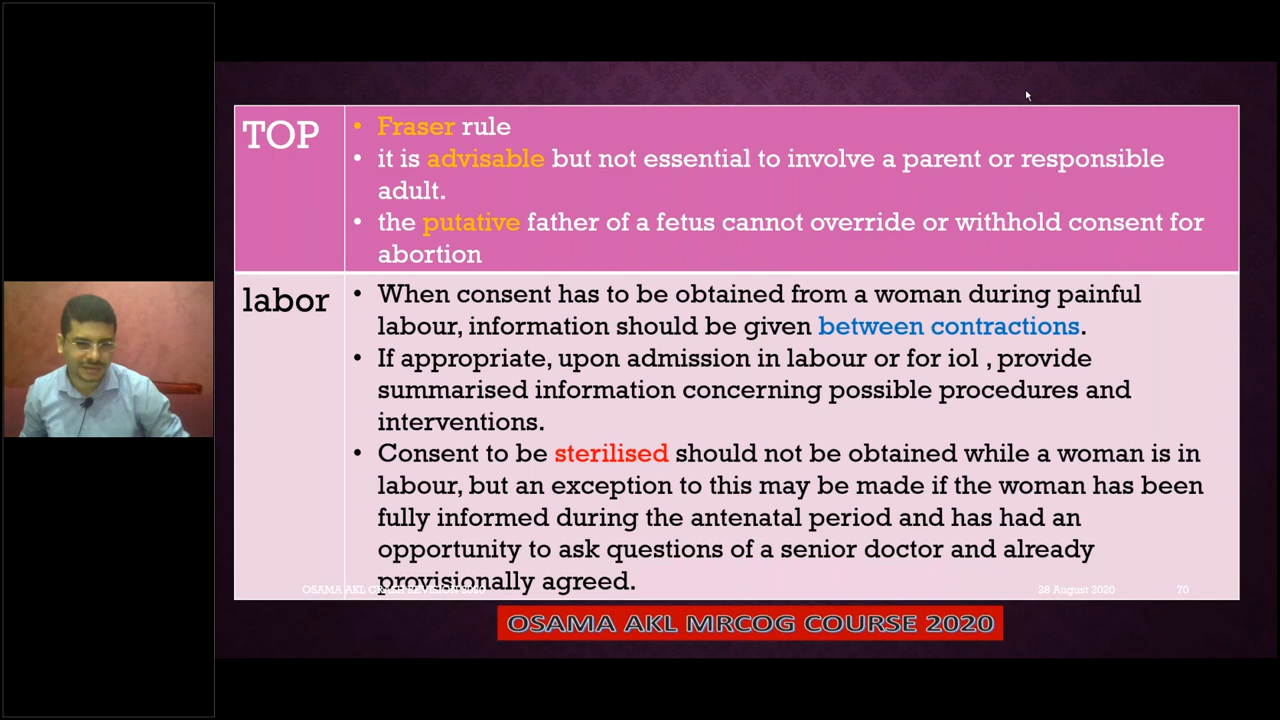 TOP
• Fraser rule
• it is advisable but not essential to involve a parent or responsible
adult.
• the putative father of a fetus cannot override or withhold consent for
abortion
labor
• When consent has to be obtained from a woman during painful
labour, information should be given between contractions.
• If appropriate, upon admission in labour or for iol , provide
summarised information concerning possible procedures and
interventions.
• Consent to be sterilised should not be obtained while a woman is in
labour, but an exception to this may be made if the woman has been
fully informed during the antenatal period and has had an
opportunity to ask questions of a senior doctor and already
provisionally agreed.
OSAMA AKL CRASH REVISION 2020
28 August 2020
70
OSAMA AKL MRCOG COURSE 2020